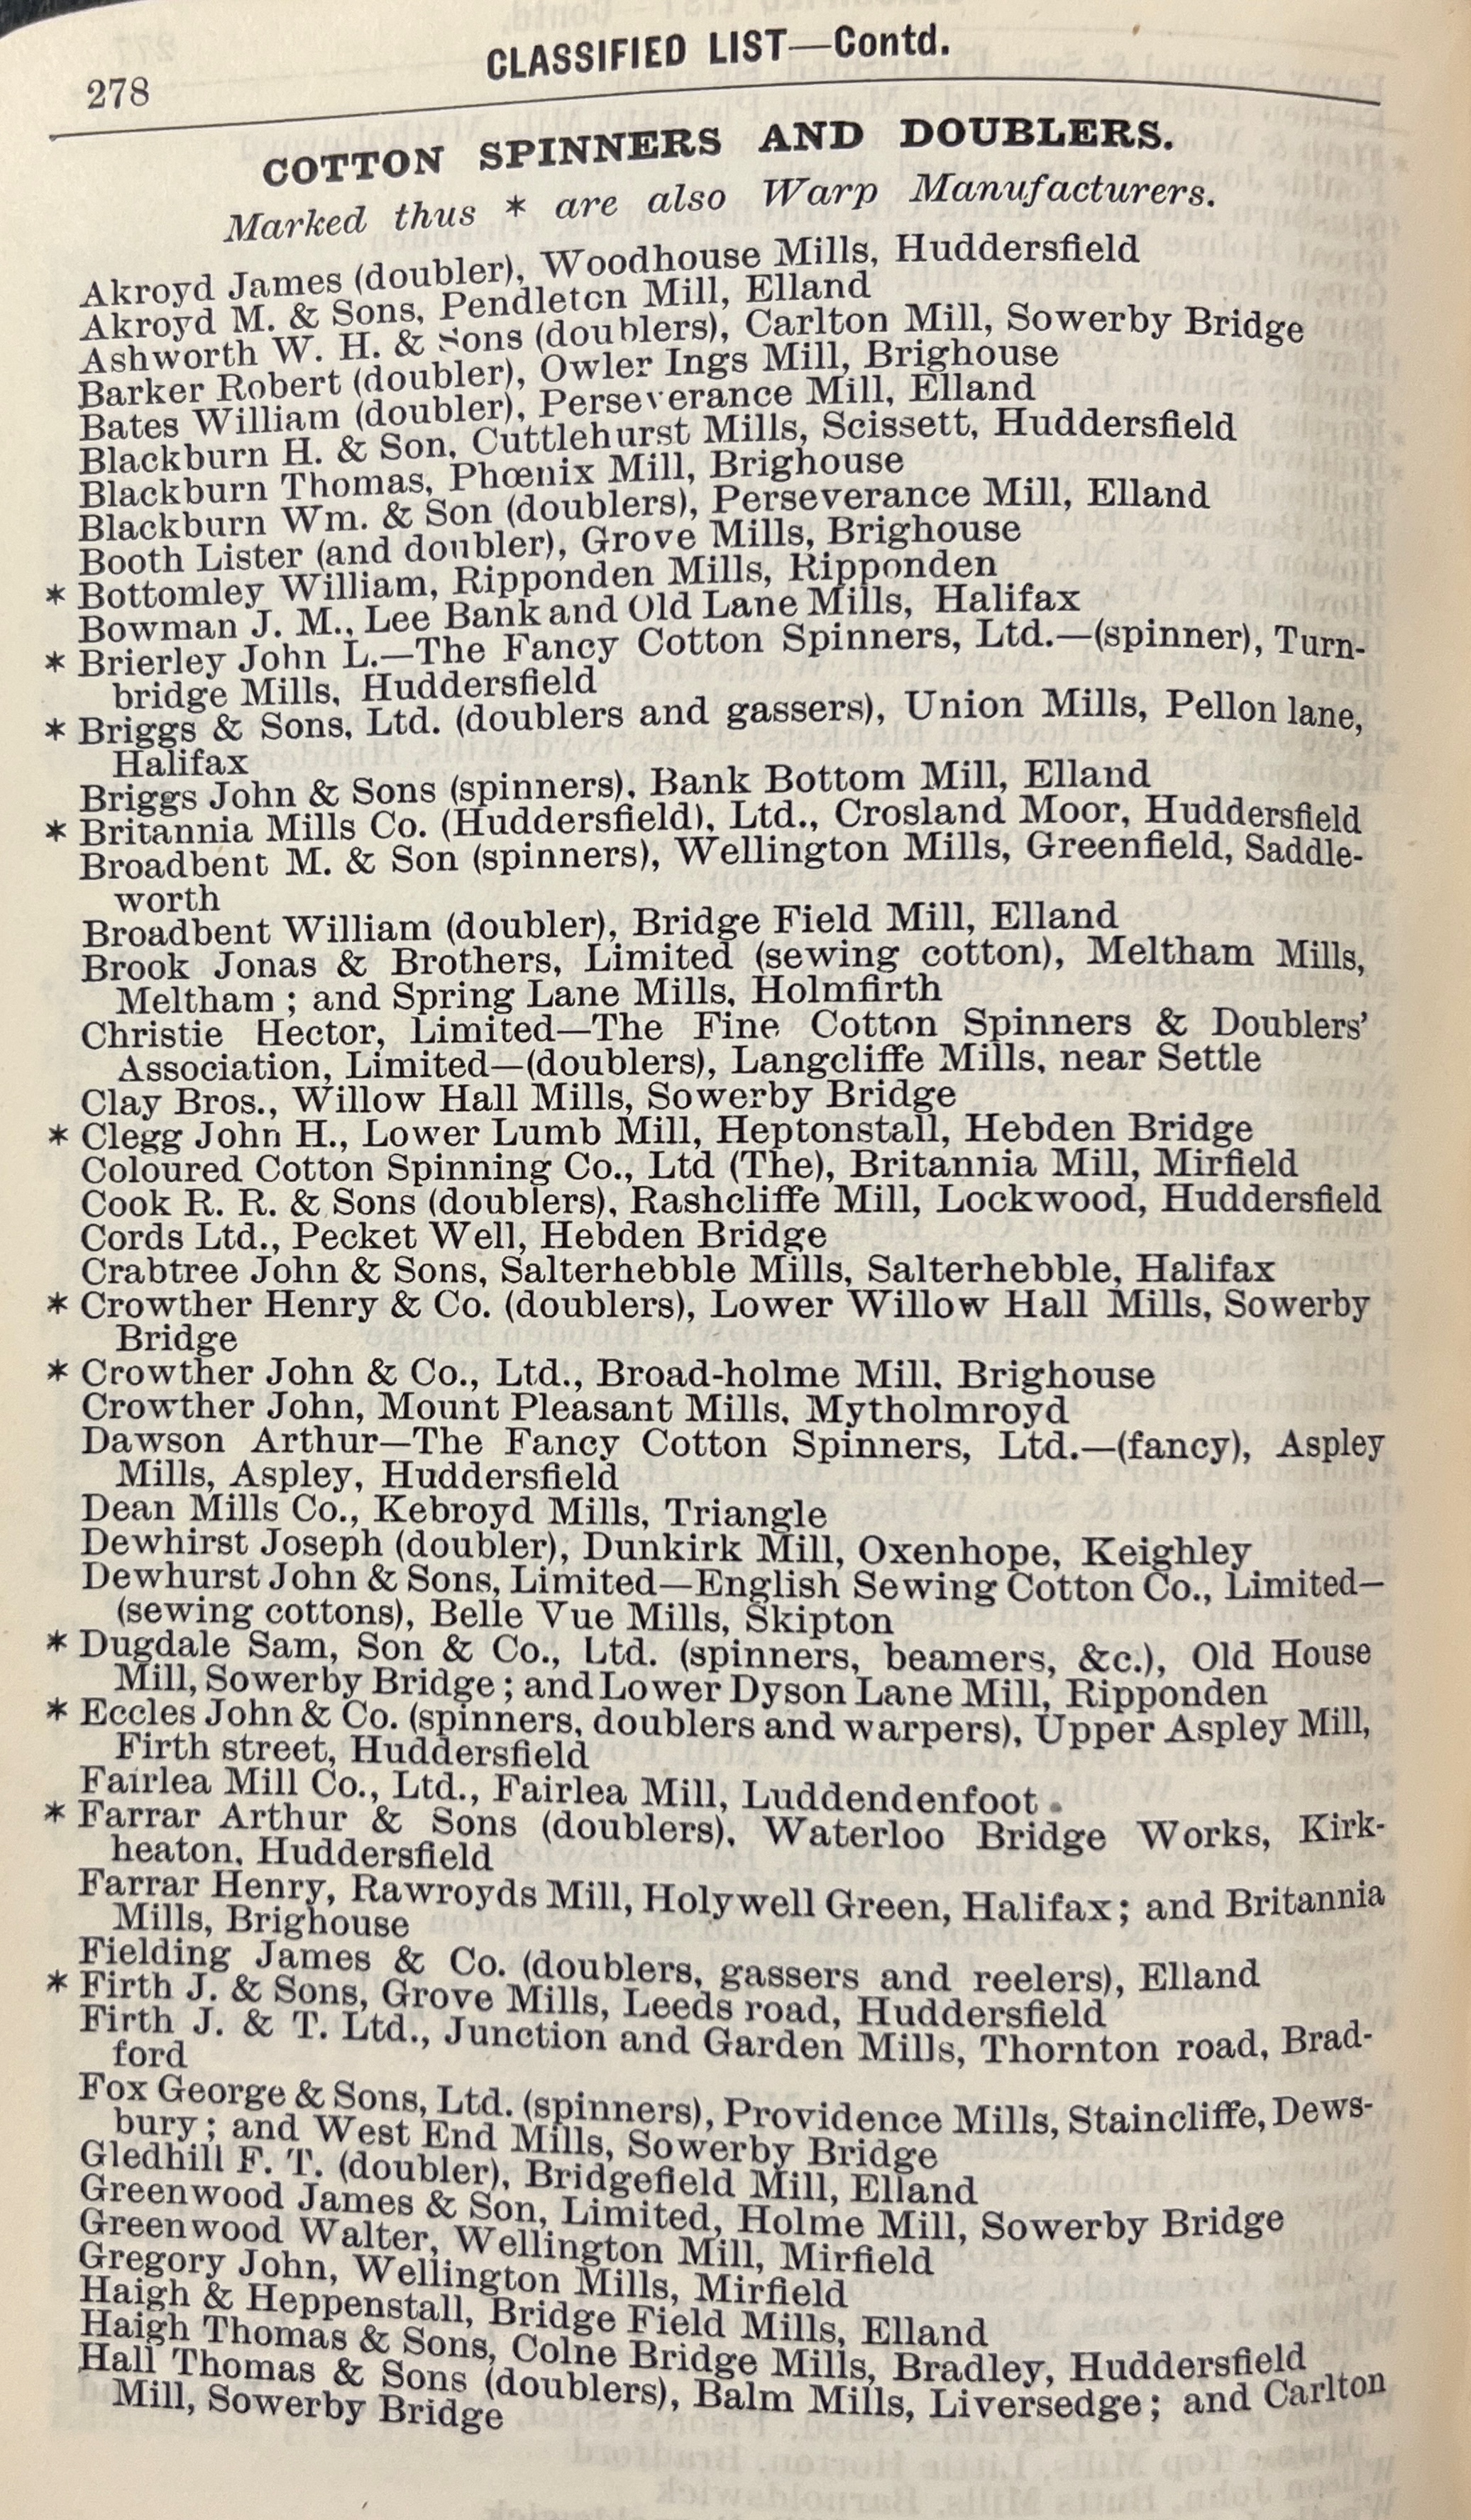 278
CLASSIFIED LIST—Contd.
COTTON SPINNERS AND DOUBLERS.
Marked thus * are also Warp Manufacturers.
Akroyd James (doubler), Woodhouse Mills, Huddersfield
Akroyd M. & Sons, Pendleton Mill, Elland
Ashworth W. H. & Sons (doublers), Carlton Mill, Sowerby Bridge
Barker Robert (doubler), Owler Ings Mill, Brighouse
Bates William (doubler), Perseverance Mill, Elland
Blackburn H. & Son, Cuttlehurst Mills, Scissett, Huddersfield
Blackburn Thomas, Phœnix Mill, Brighouse
Blackburn Wm. & Son (doublers), Perseverance Mill, Elland
Booth Lister (and doubler), Grove Mills, Brighouse
* Bottomley William, Ripponden Mills, Ripponden
Bowman J. M., Lee Bank and Old Lane Mills, Halifax
* Brierley John L.—The Fancy Cotton Spinners, Ltd.—(spinner), Turn-
bridge Mills, Huddersfield
* Briggs & Sons, Ltd. (doublers and gassers), Union Mills, Pellon lane,
Halifax
Briggs John & Sons (spinners), Bank Bottom Mill, Elland
* Britannia Mills Co. (Huddersfield), Ltd., Crosland Moor, Huddersfield
Broadbent M. & Son (spinners), Wellington Mills, Greenfield, Saddle-
worth
Broadbent William (doubler), Bridge Field Mill, Elland
Brook Jonas & Brothers, Limited (sewing cotton), Meltham Mills,
Meltham ; and Spring Lane Mills, Holmfirth
Christie Hector, Limited—The Fine Cotton Spinners & Doublers'
Association, Limited—(doublers), Langcliffe Mills, near Settle
Clay Bros., Willow Hall Mills, Sowerby Bridge
* Clegg John H., Lower Lumb Mill, Heptonstall, Hebden Bridge
Coloured Cotton Spinning Co., Ltd (The), Britannia Mill, Mirfield
Cook R. R. & Sons (doublers), Rashcliffe Mill, Lockwood, Huddersfield
Cords Ltd., Pecket Well, Hebden Bridge
Crabtree John & Sons, Salterhebble Mills, Salterhebble, Halifax
* Crowther Henry & Co. (doublers), Lower Willow Hall Mills, Sowerby
Bridge
* Crowther John & Co., Ltd., Broad-holme Mill, Brighouse
Crowther John, Mount Pleasant Mills, Mytholmroyd
Dawson Arthur—The Fancy Cotton Spinners, Ltd.—(fancy), Aspley
Mills, Aspley, Huddersfield
Dean Mills Co., Kebroyd Mills, Triangle
Dewhirst Joseph (doubler), Dunkirk Mill, Oxenhope, Keighley
Dewhurst John & Sons, Limited—English Sewing Cotton Co., Limited—
(sewing cottons), Belle Vue Mills, Skipton
* Dugdale Sam, Son & Co., Ltd. (spinners, beamers, &c.), Old House
Mill, Sowerby Bridge ; and Lower Dyson Lane Mill, Ripponden
* Eccles John & Co. (spinners, doublers and warpers), Upper Aspley Mill,
Firth street, Huddersfield
Fairlea Mill Co., Ltd., Fairlea Mill, Luddendenfoot
* Farrar Arthur & Sons (doublers), Waterloo Bridge Works, Kirk-
heaton, Huddersfield
Farrar Henry, Rawroyds Mill, Holywell Green, Halifax ; and Britannia
Mills, Brighouse
Fielding James & Co. (doublers, gassers and reelers), Elland
* Firth J. & Sons, Grove Mills, Leeds road, Huddersfield
Firth J. & T. Ltd., Junction and Garden Mills, Thornton road, Brad-
ford
Fox George & Sons, Ltd. (spinners), Providence Mills, Staincliffe, Dews-
bury ; and West End Mills, Sowerby Bridge
Gledhill F. T. (doubler), Bridgefield Mill, Elland
Greenwood James & Son, Limited, Holme Mill, Sowerby Bridge
Greenwood Walter, Wellington Mill, Mirfield
Gregory John, Wellington Mills, Mirfield
Haigh & Heppenstall, Bridge Field Mills, Elland
Haigh Thomas & Sons, Colne Bridge Mills, Bradley, Huddersfield
Hall Thomas & Sons (doublers), Balm Mills, Liversedge ; and Carlton
Mill, Sowerby Bridge